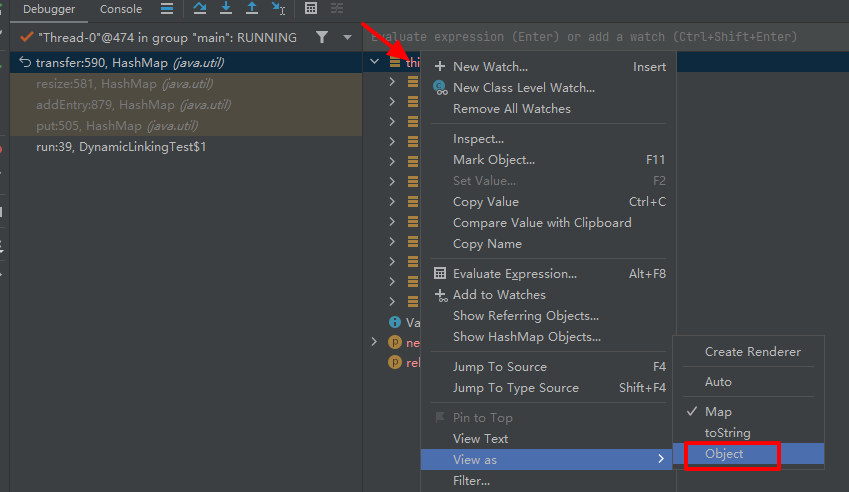 Debugger Console
"Thread-0"@474 in group "main": RUNNING
Evaluate expression (Enter) or add a watch (Ctrl+Shift+Enter)
transfer:590, HashMap (java.util)
resize:581, HashMap (java.util)
addEntry:879, HashMap (java.util)
put:505, HashMap (java.util)
run:39, DynamicLinkingTest$1
thi
Va
p ne
p rel
New Watch... Insert
New Class Level Watch...
Remove All Watches
Inspect...
Mark Object... F11
Set Value... F2
Copy Value Ctrl+C
Compare Value with Clipboard
Copy Name
Evaluate Expression... Alt+F8
Add to Watches
Show Referring Objects...
Show HashMap Objects...
Jump To Source F4
Jump To Type Source Shift+F4
Pin to Top
View Text
View as
Filter...
Create Renderer
Auto
Map
toString
Object